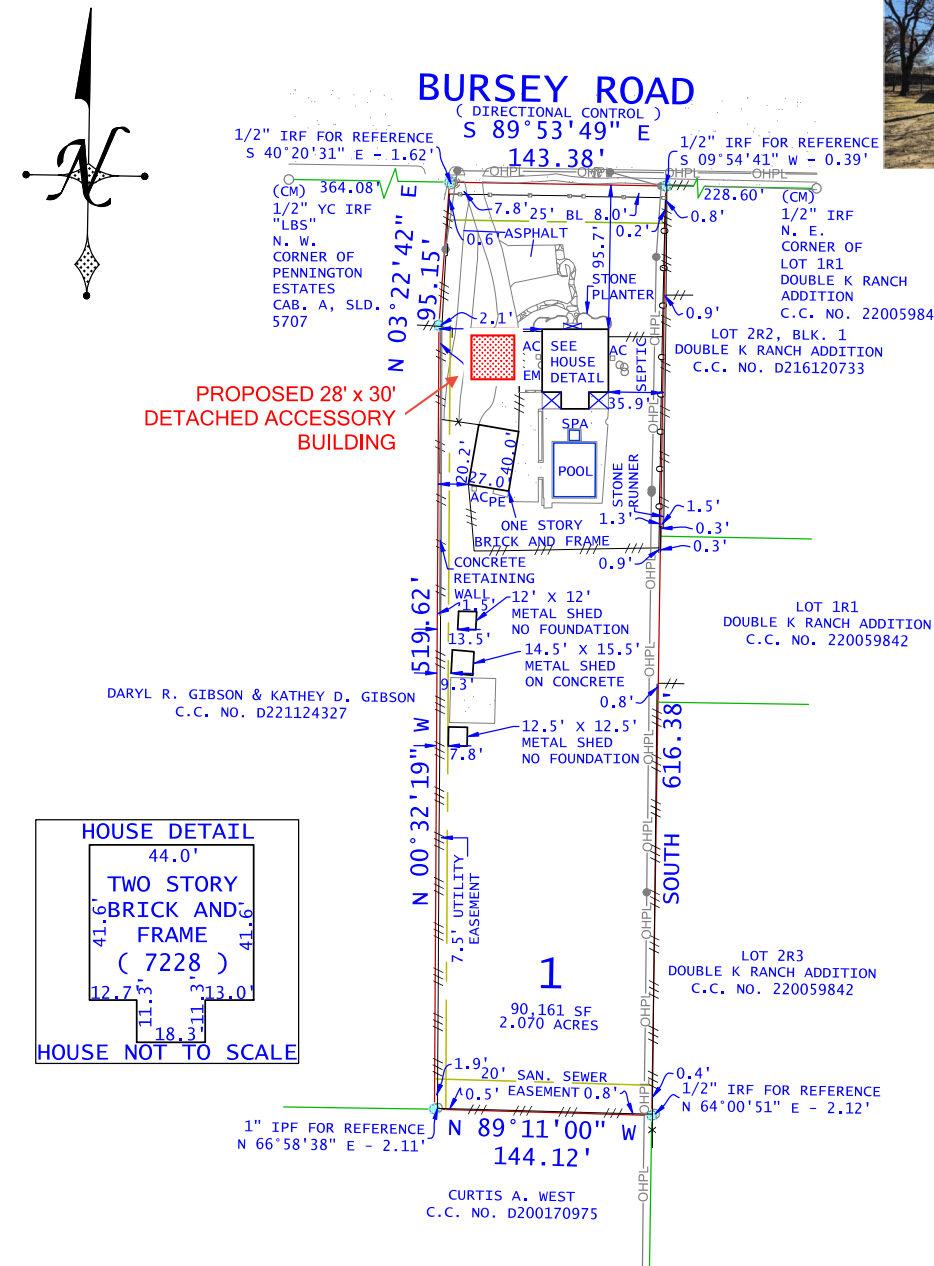 N
BURSEY ROAD
( DIRECTIONAL CONTROL )
S 89°53'49" E
143.38'
1/2" IRF FOR REFERENCE
S 40°20'31" E - 1.62'
1/2" IRF FOR REFERENCE
S 09°54'41" W - 0.39'
OHPL
OHPL
OHPL
(CM) 364.08'
1/2" YC IRF
"LBS"
N. W.
CORNER OF
PENNINGTON
ESTATES
CAB. A, SLD.
5707
228.60' (CM)
1/2" IRF
N. E.
CORNER OF
LOT 1R1
DOUBLE K RANCH
ADDITION
C.C. NO. 22005984
N 03°22'42" E
95.15'
7.8'
25' BL
8.0'
0.8'
0.6'
ASPHALT
0.2'
95.7'
STONE
PLANTER
0.9'
LOT 2R2, BLK. 1
DOUBLE K RANCH ADDITION
C.C. NO. D216120733
2.1'
OHPL
AC
EM
SEE
HOUSE
DETAIL
AC
SEPTIC
35.9'
PROPOSED 28' x 30'
DETACHED ACCESSORY
BUILDING
SPA
POOL
20.2'
40.0'
27.0'
AC
PE
STONE
RUNNER
ONE STORY
BRICK AND FRAME
1.3'
1.5'
0.3'
0.3'
0.9'
OHPL
OHPL
CONCRETE
RETAINING
WALL
1.5'
12' X 12'
METAL SHED
NO FOUNDATION
13.5'
14.5' X 15.5'
METAL SHED
ON CONCRETE
9.3'
LOT 1R1
DOUBLE K RANCH ADDITION
C.C. NO. 220059842
519.62'
N 00°32'19" W
DARYL R. GIBSON & KATHEY D. GIBSON
C.C. NO. D221124327
0.8'
12.5' X 12.5'
METAL SHED
NO FOUNDATION
7.8'
OHPL
OHPL
616.38'
SOUTH
HOUSE DETAIL
44.0'
TWO STORY
BRICK AND
FRAME
( 7228 )
41.6'
41.6'
12.7'
11.3'
11.3'
13.0'
18.3'
HOUSE NOT TO SCALE
7.5' UTILITY
EASEMENT
OHPL
OHPL
1
90,161 SF
2.070 ACRES
LOT 2R3
DOUBLE K RANCH ADDITION
C.C. NO. 220059842
OHPL
1.9'
20' SAN. SEWER
EASEMENT
0.5'
0.8'
0.4'
1/2" IRF FOR REFERENCE
N 64°00'51" E - 2.12'
OHPL
1" IPF FOR REFERENCE
N 66°58'38" E - 2.11'
N 89°11'00" W
144.12'
CURTIS A. WEST
C.C. NO. D200170975
OHPL